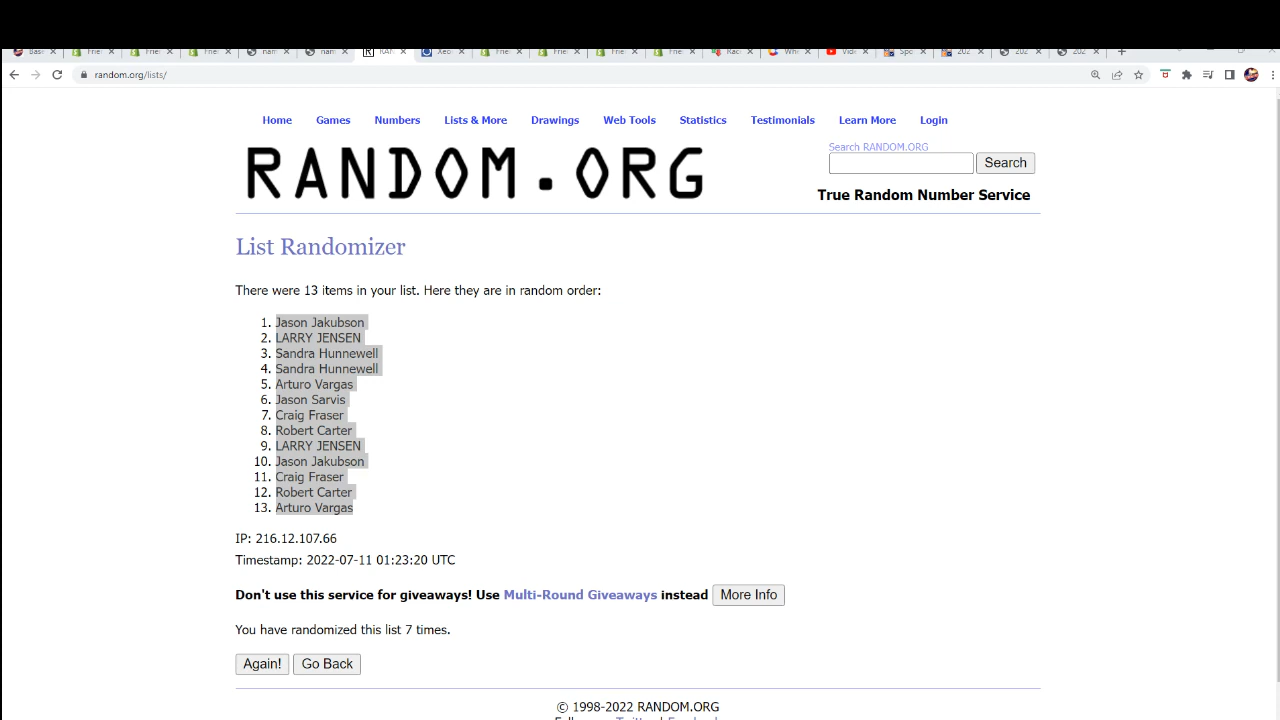 random.org/lists/
Home Games Numbers Lists & More Drawings Web Tools Statistics Testimonials Learn More Login
RANDOM.ORG
Search RANDOM.ORG
Search
True Random Number Service
List Randomizer
There were 13 items in your list. Here they are in random order:
1. Jason Jakubson
2. LARRY JENSEN
3. Sandra Hunnewell
4. Sandra Hunnewell
5. Arturo Vargas
6. Jason Sarvis
7. Craig Fraser
8. Robert Carter
9. LARRY JENSEN
10. Jason Jakubson
11. Craig Fraser
12. Robert Carter
13. Arturo Vargas
IP: 216.12.107.66
Timestamp: 2022-07-11 01:23:20 UTC
Don't use this service for giveaways! Use Multi-Round Giveaways instead More Info
You have randomized this list 7 times.
Again! Go Back
© 1998-2022 RANDOM.ORG